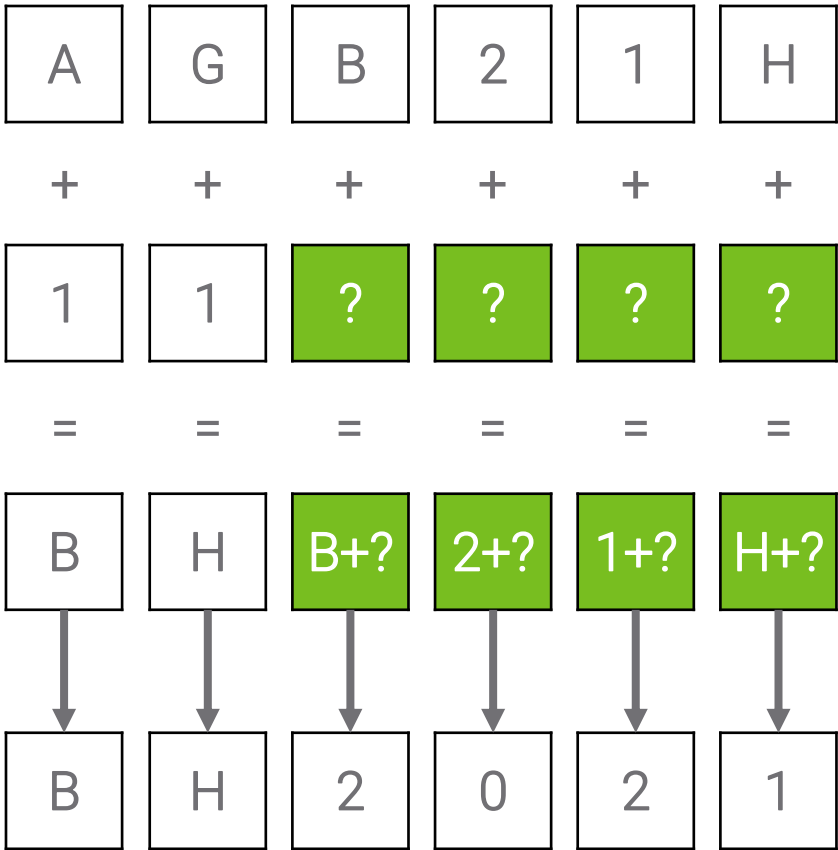 A G B 2 1 H
+ + + + + +
1 1 ? ? ? ?
= = = = = =
B H B+? 2+? 1+? H+?
B H 2 0 2 1